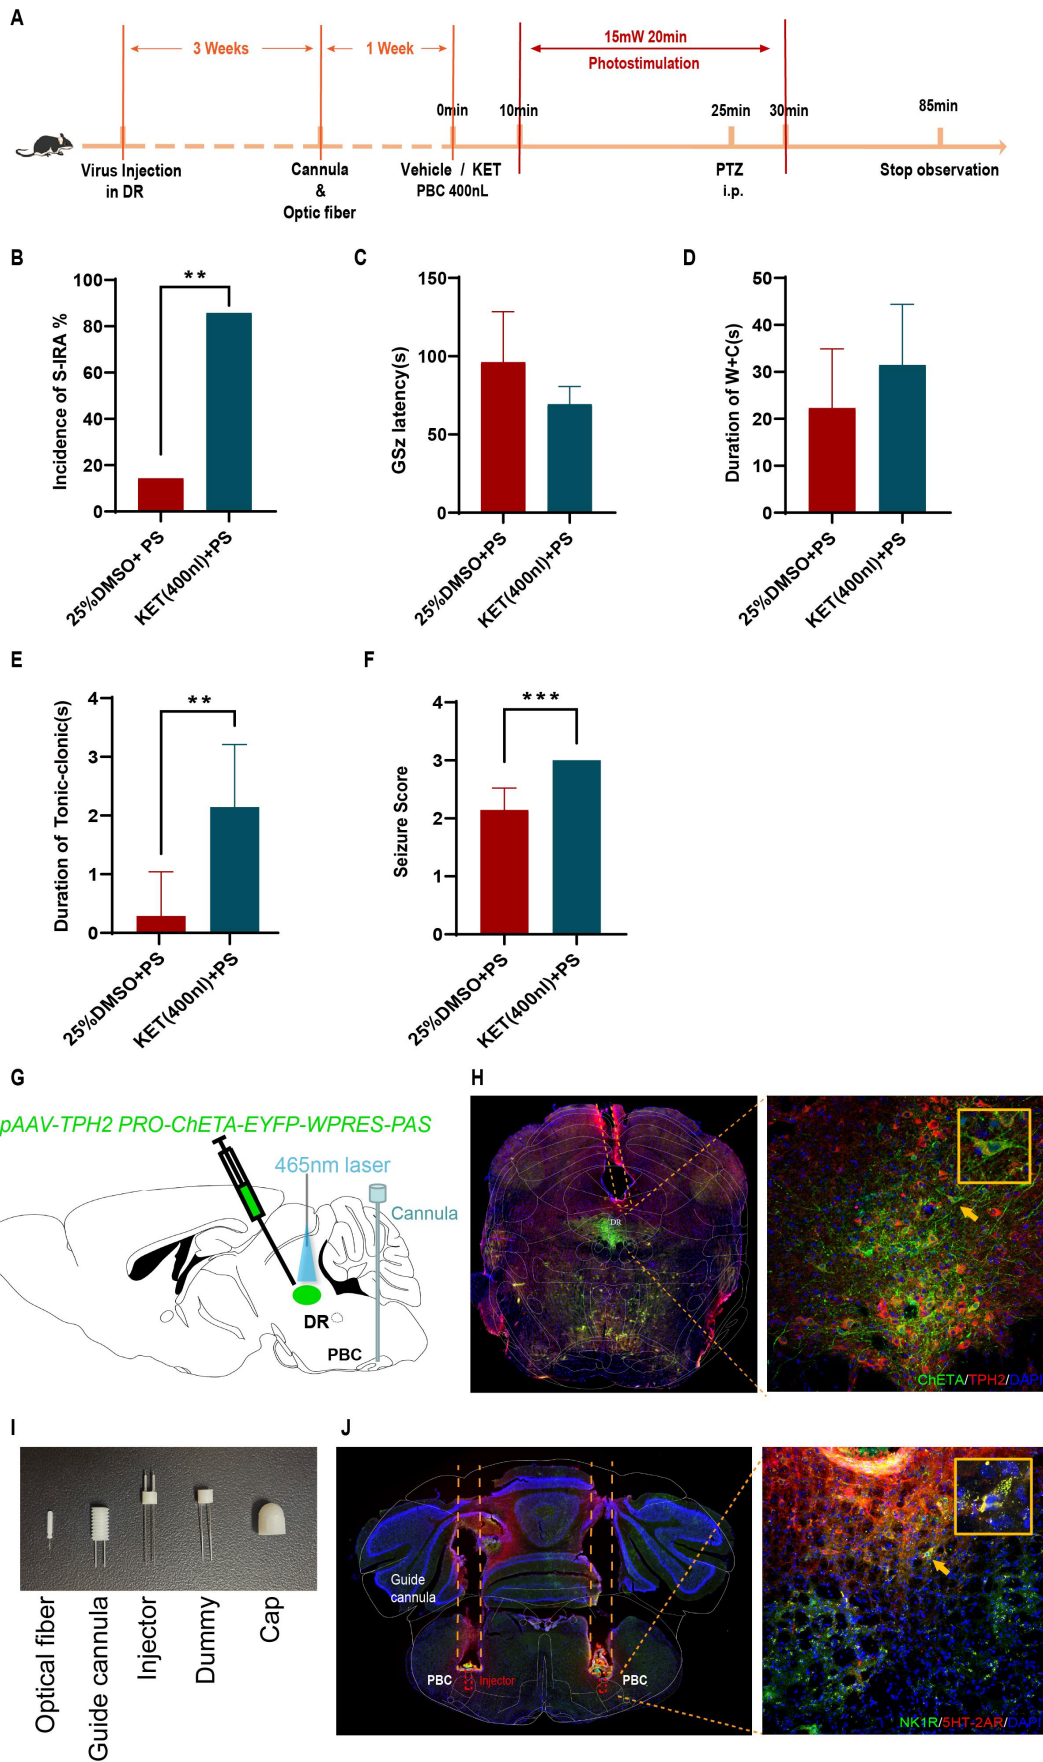 A
3 Weeks
1 Week
15mW 20min
Photostimulation
0min
10min
25min
30min
85min
Virus Injection
in DR
Cannula
&
Optic fiber
Vehicle / KET
PBC 400nL
PTZ
i.p.
Stop observation
B
Incidence of S-IRA %
100
80
60
40
20
0
**
25%DMSO+ PS
KET(400nl)+PS
C
GSz latency(s)
150
100
50
0
25%DMSO+PS
KET(400nl)+PS
D
Duration of W+C(s)
50
40
30
20
10
0
25%DMSO+PS
KET(400nl)+PS
E
Duration of Tonic-clonic(s)
4
3
2
1
0
**
25%DMSO+PS
KET(400nl)+PS
F
Seizure Score
4
3
2
1
0
***
25%DMSO+PS
KET(400nl)+PS
G
pAAV-TPH2 PRO-ChETA-EYFP-WPRES-PAS
465nm laser
Cannula
DR
PBC
H
DR
ChETA/TPH2/DAPI
I
Optical fiber
Guide cannula
Injector
Dummy
Cap
J
Guide
cannula
PBC
Injector
PBC
NK1R/5HT-2AR/DAPI